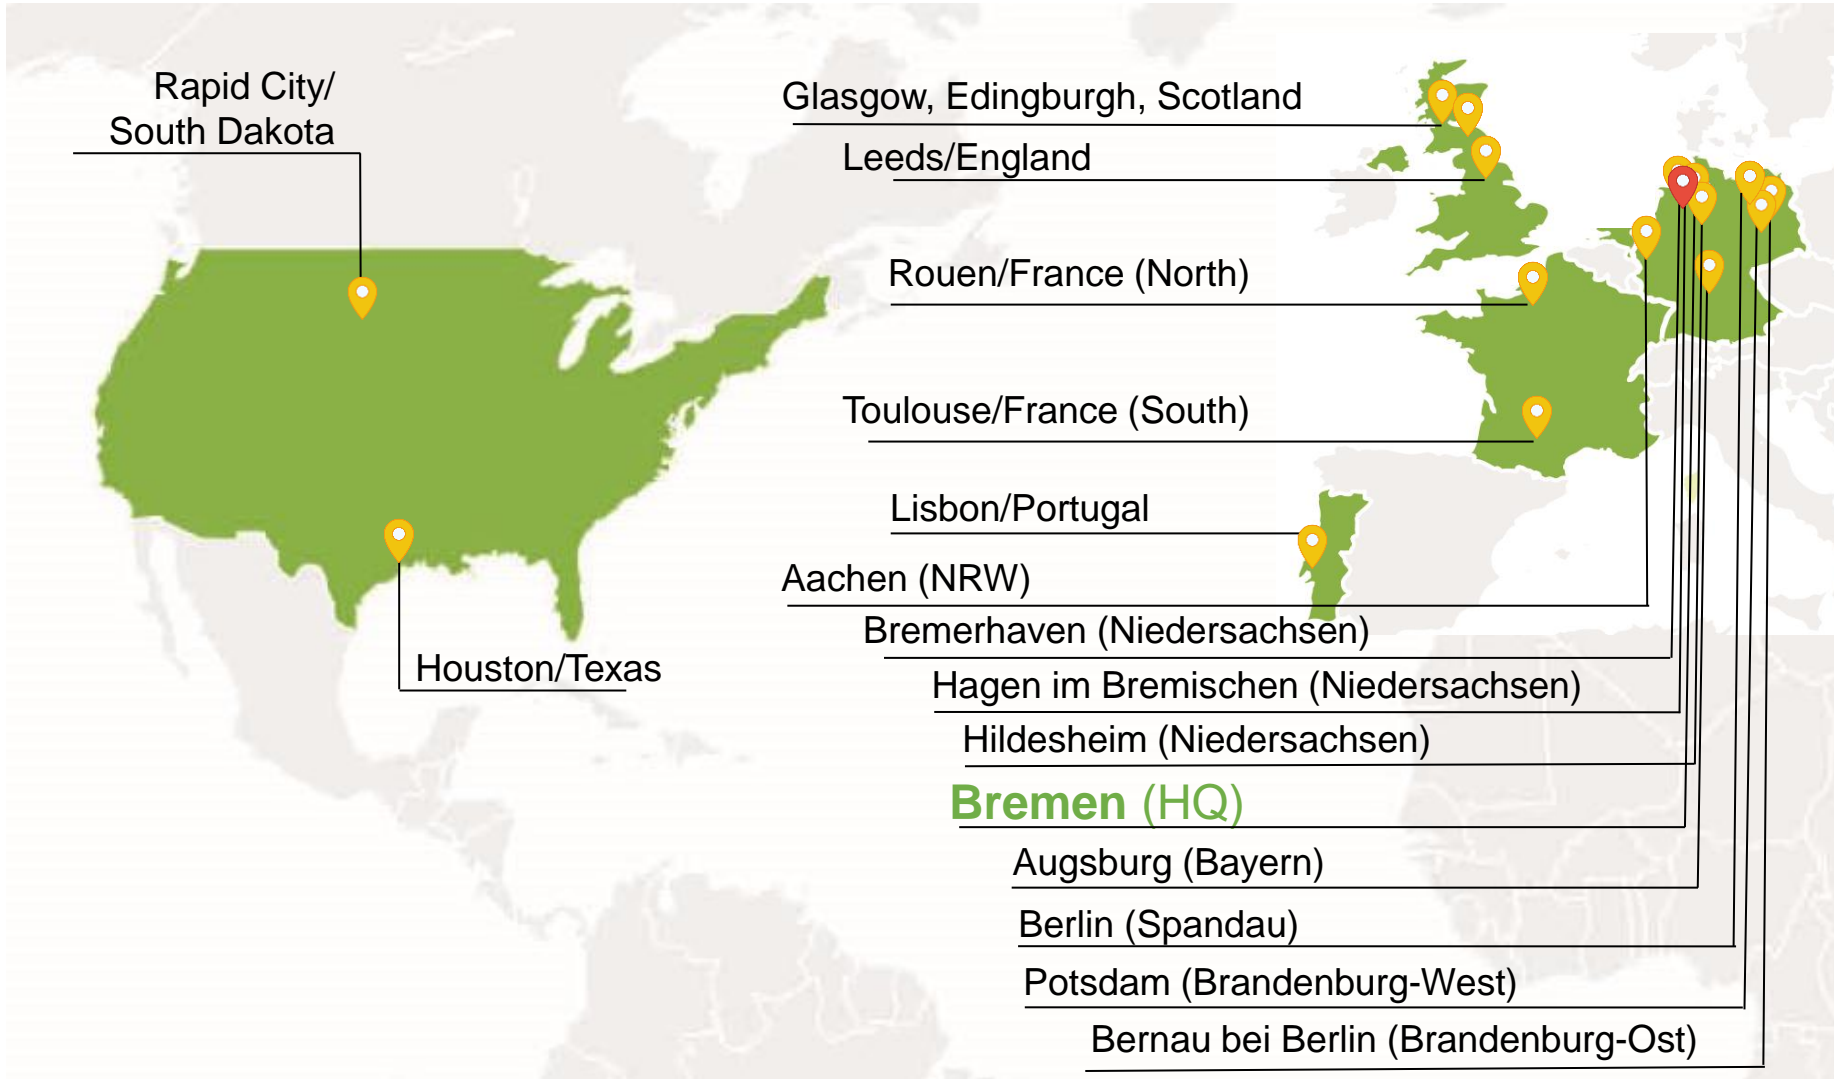 Rapid City/
South Dakota
Houston/Texas
Glasgow, Edingburgh, Scotland
Leeds/England
Rouen/France (North)
Toulouse/France (South)
Lisbon/Portugal
Aachen (NRW)
Bremerhaven (Niedersachsen)
Hagen im Bremischen (Niedersachsen)
Hildesheim (Niedersachsen)
Bremen (HQ)
Augsburg (Bayern)
Berlin (Spandau)
Potsdam (Brandenburg-West)
Bernau bei Berlin (Brandenburg-Ost)